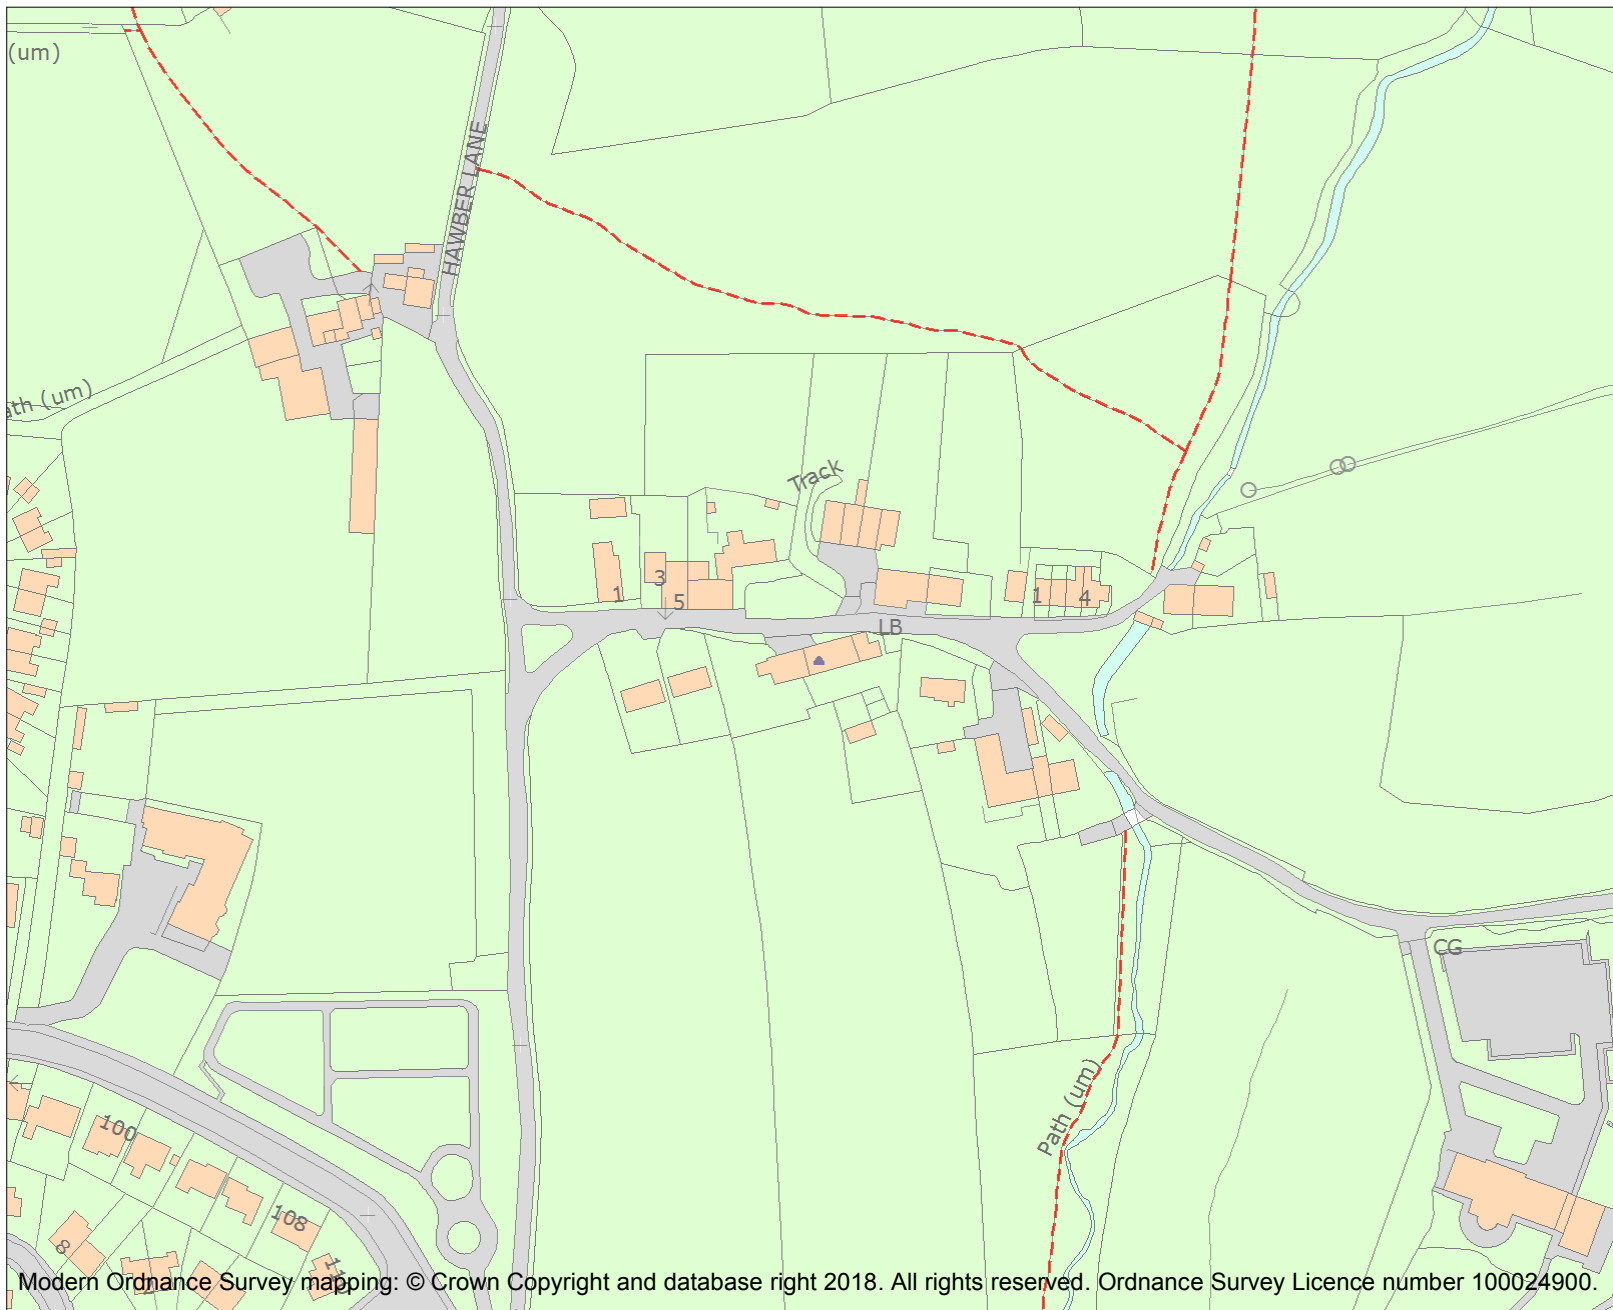 (um)
HAWBER LANE
ath (um)
Track
1
3
5
1
4
LB
CG
Path (um)
100
108
8
Modern Ordnance Survey mapping: © Crown Copyright and database right 2018. All rights reserved. Ordnance Survey Licence number 100024900.